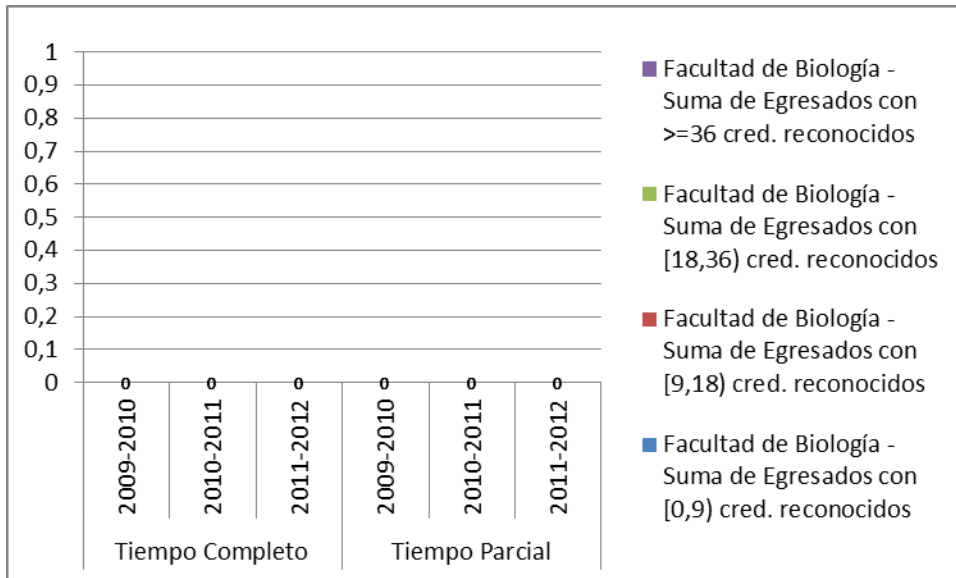 1
0,9
0,8
0,7
0,6
0,5
0,4
0,3
0,2
0,1
0
0 0 0 0 0 0
2009-2010
2010-2011
2011-2012
2009-2010
2010-2011
2011-2012
Tiempo Completo
Tiempo Parcial
Facultad de Biología -
Suma de Egresados con
>=36 cred. reconocidos
Facultad de Biología -
Suma de Egresados con
[18,36) cred. reconocidos
Facultad de Biología -
Suma de Egresados con
[9,18) cred. reconocidos
Facultad de Biología -
Suma de Egresados con
[0,9) cred. reconocidos